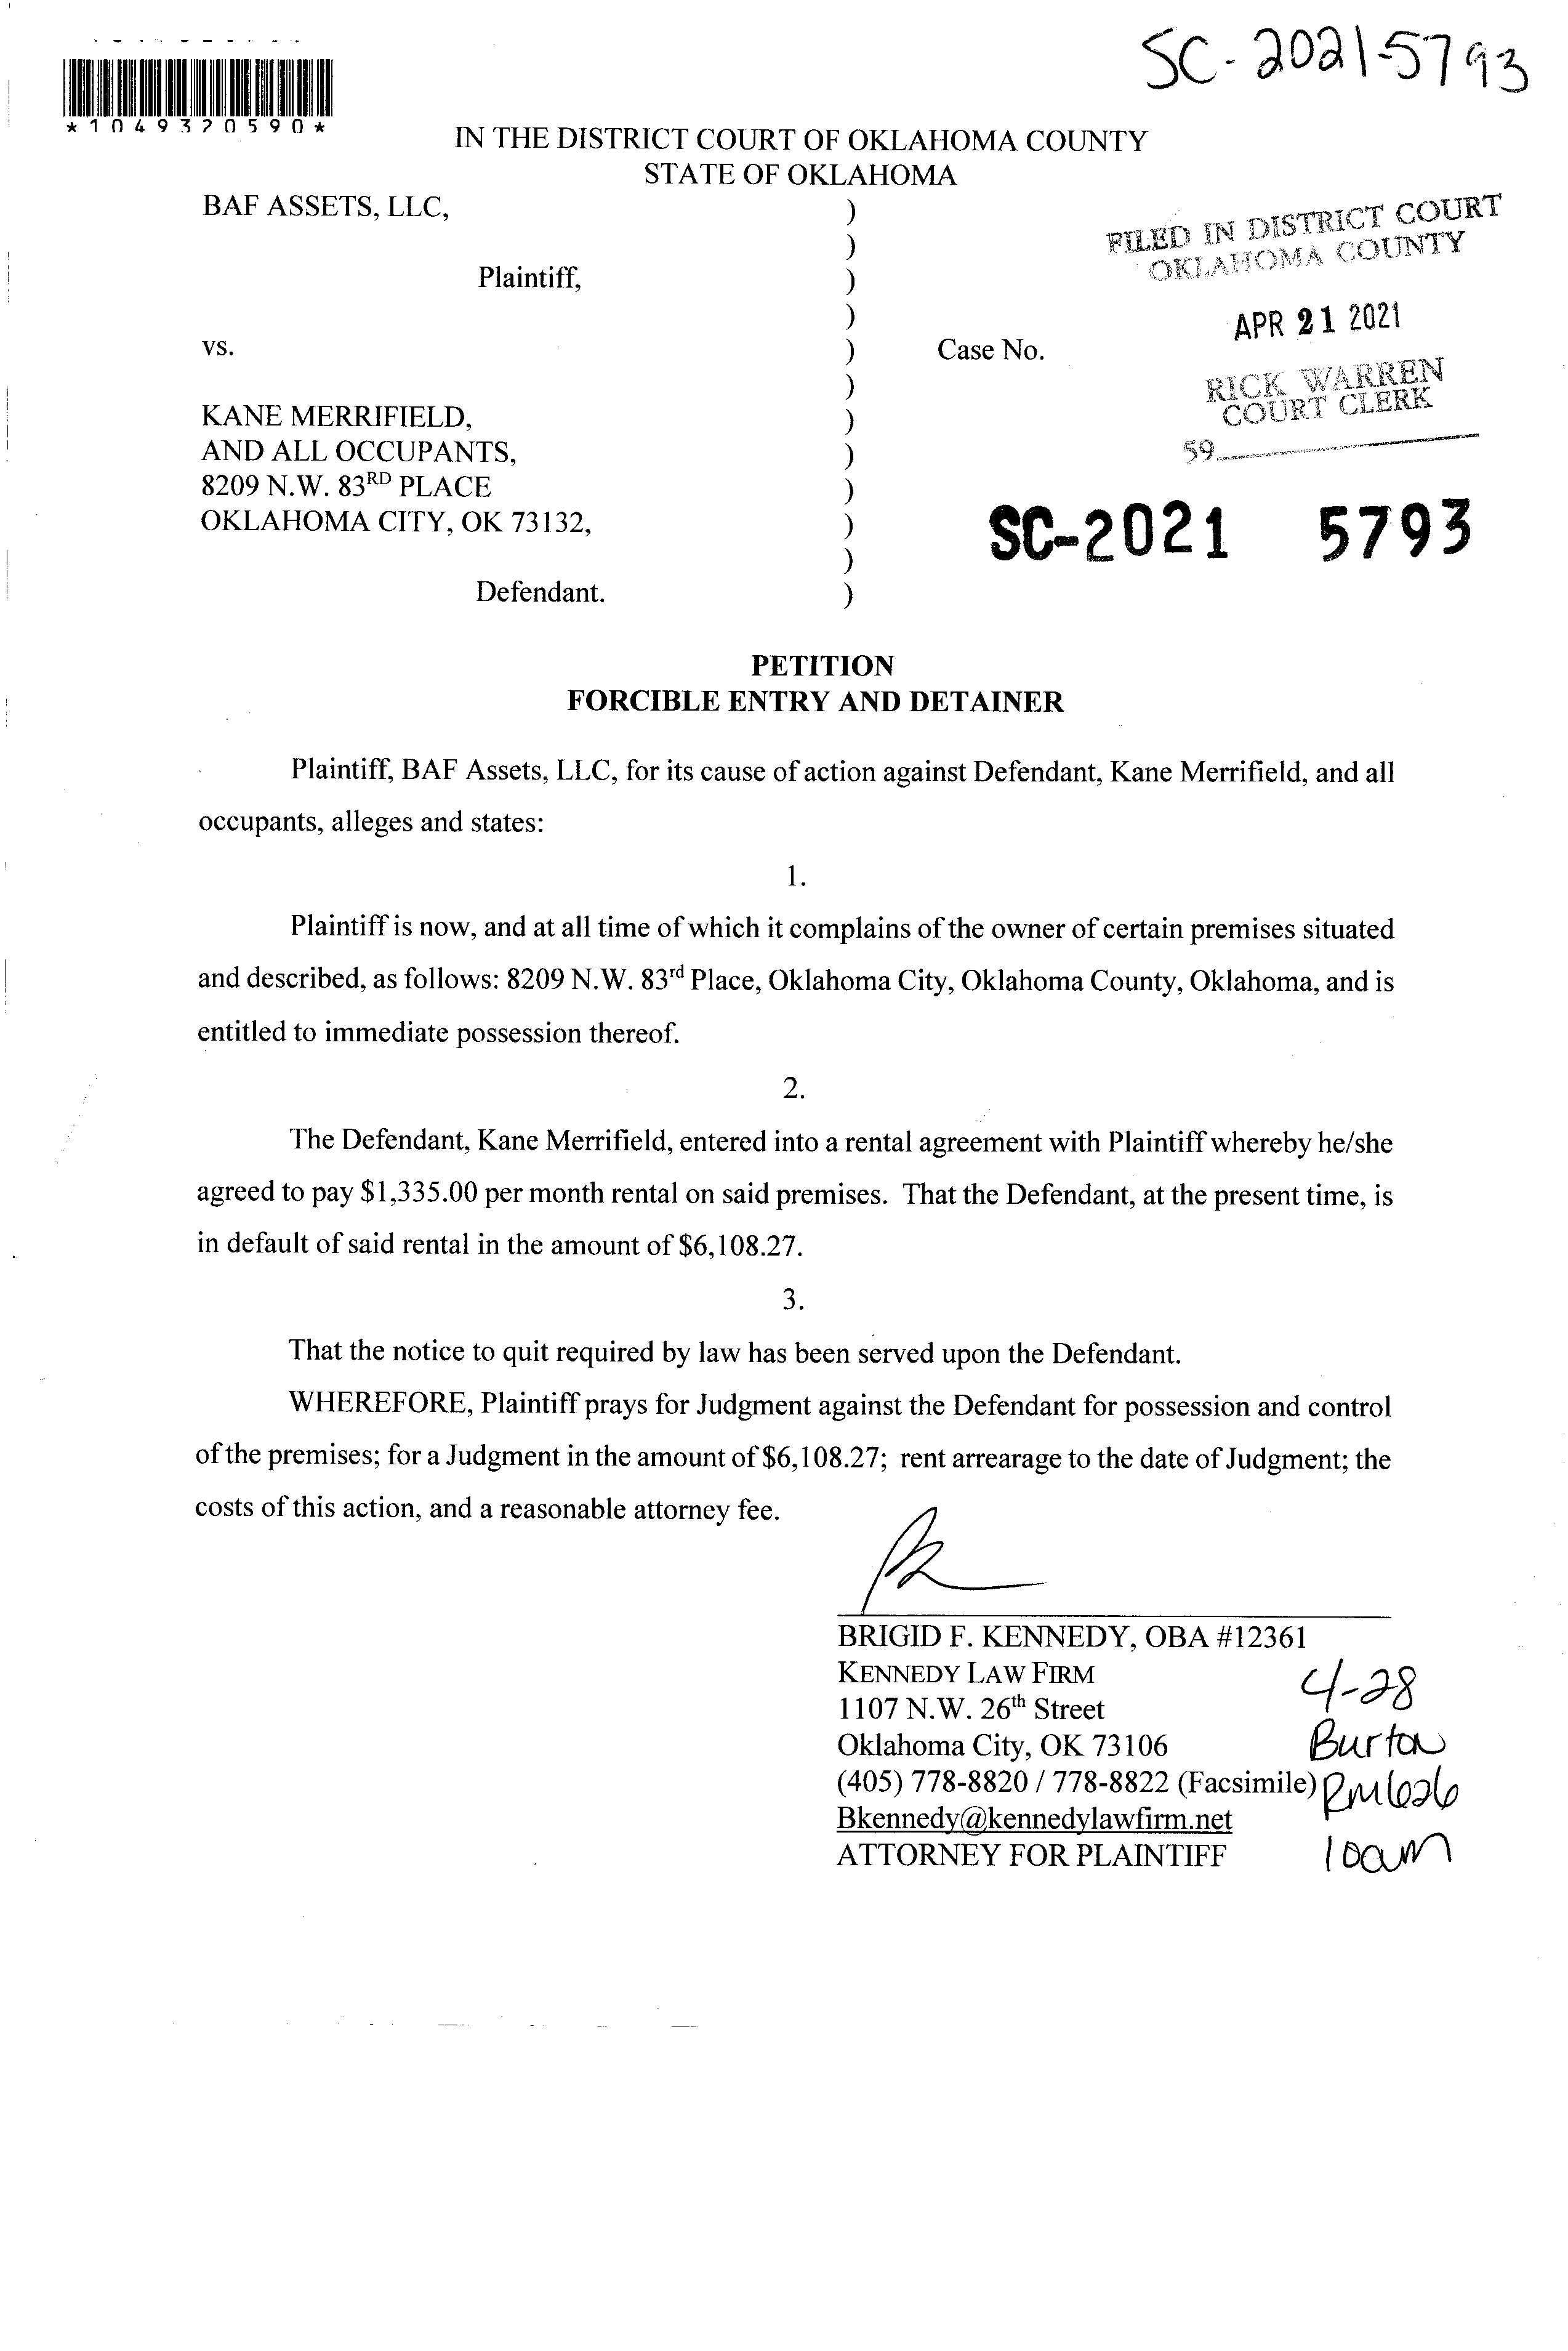 SC-2021-5793
*1049320590*
IN THE DISTRICT COURT OF OKLAHOMA COUNTY
STATE OF OKLAHOMA
BAF ASSETS, LLC, )
)
Plaintiff, )
)
vs. ) Case No.
)
KANE MERRIFIELD, )
AND ALL OCCUPANTS, )
8209 N.W. 83RD PLACE )
OKLAHOMA CITY, OK 73132, )
)
Defendant. )
FILED IN DISTRICT COURT
OKLAHOMA COUNTY
APR 21 2021
RICK WARREN
COURT CLERK
59
SC-2021 5793
PETITION
FORCIBLE ENTRY AND DETAINER
Plaintiff, BAF Assets, LLC, for its cause of action against Defendant, Kane Merrifield, and all
occupants, alleges and states:
1.
Plaintiff is now, and at all time of which it complains of the owner of certain premises situated
and described, as follows: 8209 N.W. 83rd Place, Oklahoma City, Oklahoma County, Oklahoma, and is
entitled to immediate possession thereof.
2.
The Defendant, Kane Merrifield, entered into a rental agreement with Plaintiff whereby he/she
agreed to pay $1,335.00 per month rental on said premises. That the Defendant, at the present time, is
in default of said rental in the amount of $6,108.27.
3.
That the notice to quit required by law has been served upon the Defendant.
WHEREFORE, Plaintiff prays for Judgment against the Defendant for possession and control
of the premises; for a Judgment in the amount of $6,108.27; rent arrearage to the date of Judgment; the
costs of this action, and a reasonable attorney fee.
BRIGID F. KENNEDY, OBA #12361
KENNEDY LAW FIRM
1107 N.W. 26th Street
Oklahoma City, OK 73106
(405) 778-8820 / 778-8822 (Facsimile)
Bkennedy@kennedylawfirm.net
ATTORNEY FOR PLAINTIFF
4-28
Burton
RM 626
10am